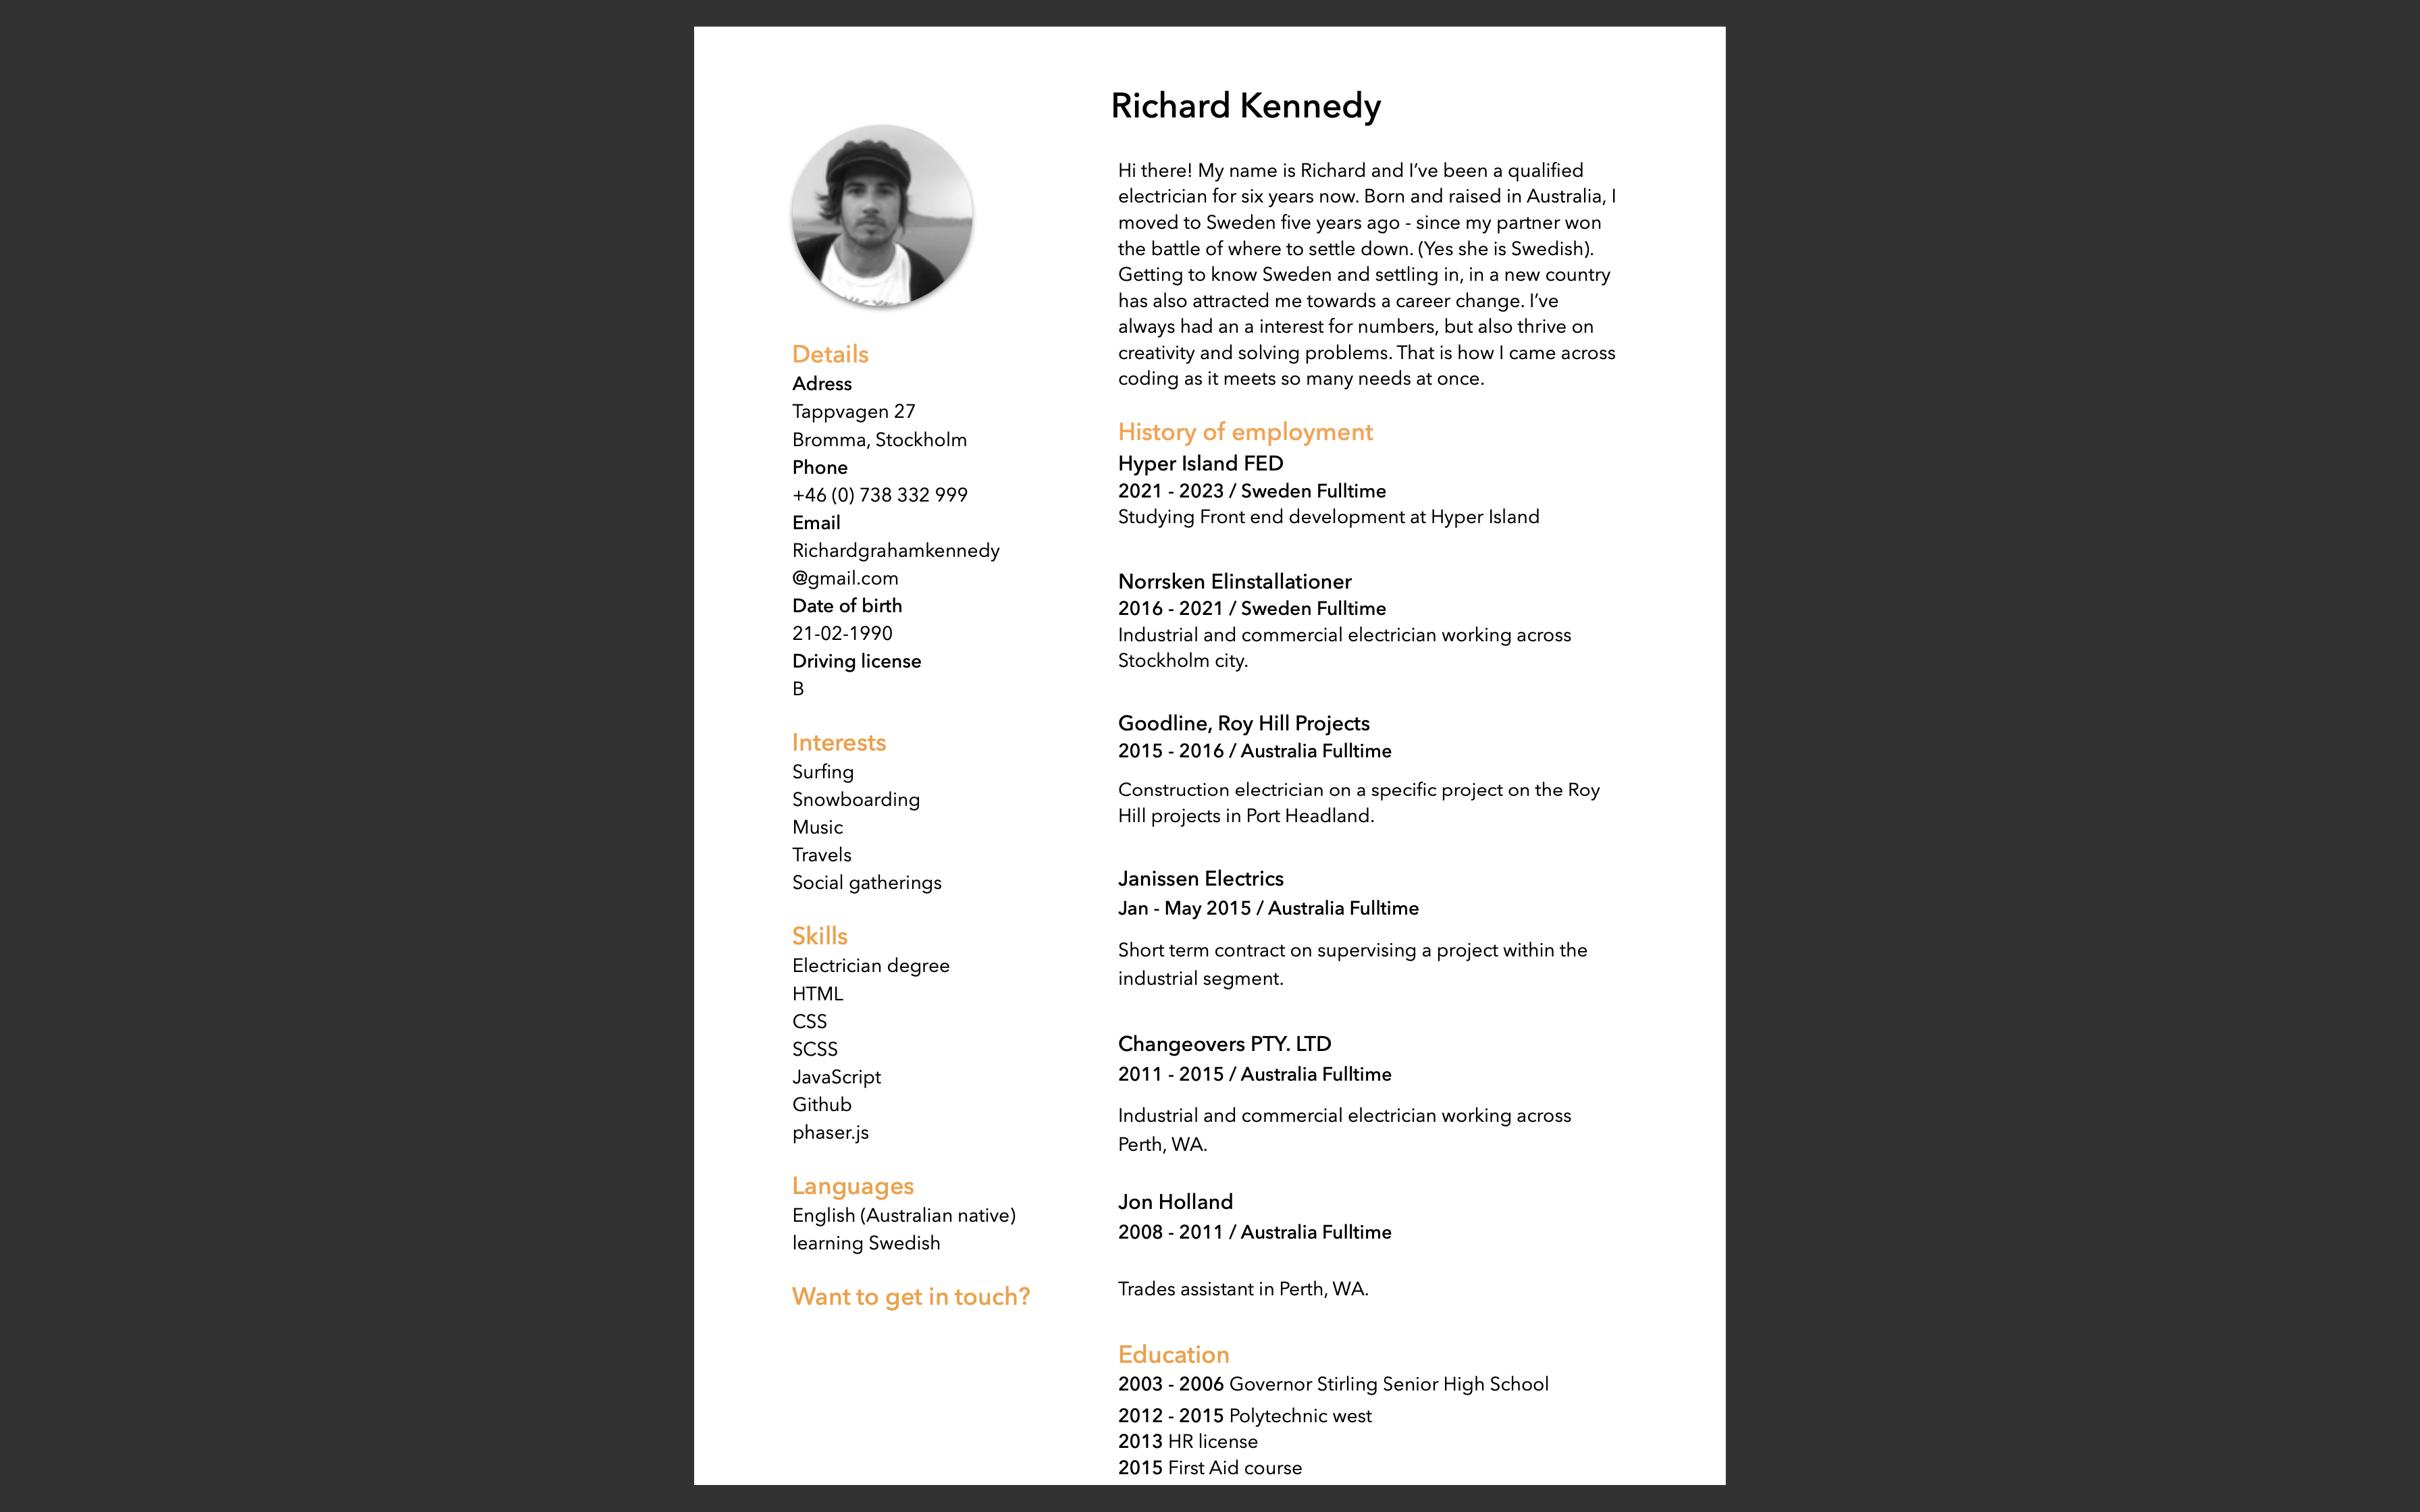 Richard Kennedy
Hi there! My name is Richard and I’ve been a qualified
electrician for six years now. Born and raised in Australia, I
moved to Sweden five years ago - since my partner won
the battle of where to settle down. (Yes she is Swedish).
Getting to know Sweden and settling in, in a new country
has also attracted me towards a career change. I’ve
always had an a interest for numbers, but also thrive on
creativity and solving problems. That is how I came across
coding as it meets so many needs at once.
Details
Adress
Tappvagen 27
Bromma, Stockholm
Phone
+46 (0) 738 332 999
Email
Richardgrahamkennedy
@gmail.com
Date of birth
21-02-1990
Driving license
B
Interests
Surfing
Snowboarding
Music
Travels
Social gatherings
Skills
Electrician degree
HTML
CSS
SCSS
JavaScript
Github
phaser.js
Languages
English (Australian native)
learning Swedish
Want to get in touch?
History of employment
Hyper Island FED
2021 - 2023 / Sweden Fulltime
Studying Front end development at Hyper Island
Norrsken Elinstallationer
2016 - 2021 / Sweden Fulltime
Industrial and commercial electrician working across
Stockholm city.
Goodline, Roy Hill Projects
2015 - 2016 / Australia Fulltime
Construction electrician on a specific project on the Roy
Hill projects in Port Headland.
Janissen Electrics
Jan - May 2015 / Australia Fulltime
Short term contract on supervising a project within the
industrial segment.
Changeovers PTY. LTD
2011 - 2015 / Australia Fulltime
Industrial and commercial electrician working across
Perth, WA.
Jon Holland
2008 - 2011 / Australia Fulltime
Trades assistant in Perth, WA.
Education
2003 - 2006 Governor Stirling Senior High School
2012 - 2015 Polytechnic west
2013 HR license
2015 First Aid course